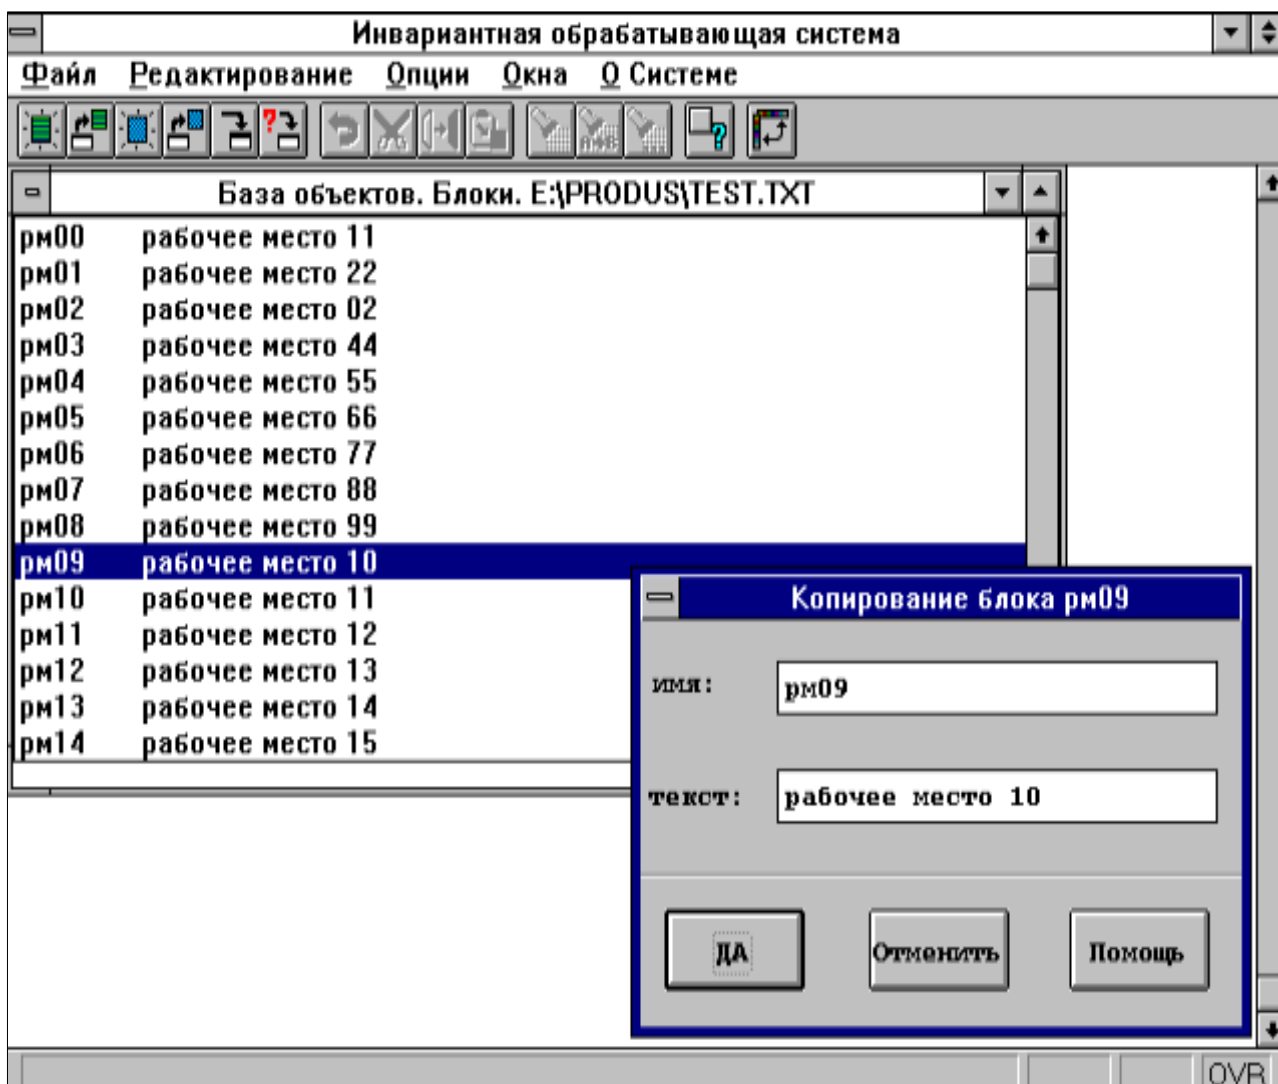 Инвариантная обрабатывающая система
Файл Редактирование Опции Окна О Системе
?
A→B
?
База объектов. Блоки. E:\PRODUS\TEST.TXT
рм00 рабочее место 11
рм01 рабочее место 22
рм02 рабочее место 02
рм03 рабочее место 44
рм04 рабочее место 55
рм05 рабочее место 66
рм06 рабочее место 77
рм07 рабочее место 88
рм08 рабочее место 99
рм09 рабочее место 10
рм10 рабочее место 11
рм11 рабочее место 12
рм12 рабочее место 13
рм13 рабочее место 14
рм14 рабочее место 15
Копирование блока рм09
имя: рм09
текст: рабочее место 10
ДА Отменить Помощь
OVR